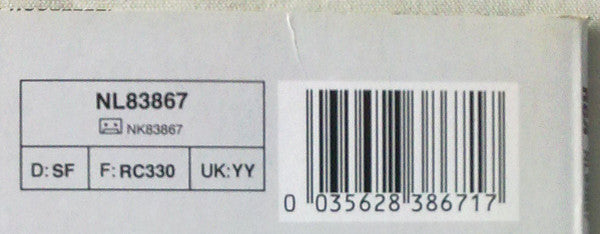 NL83867
NK83867
D: SF F: RC330 UK: YY
0 035628 386717